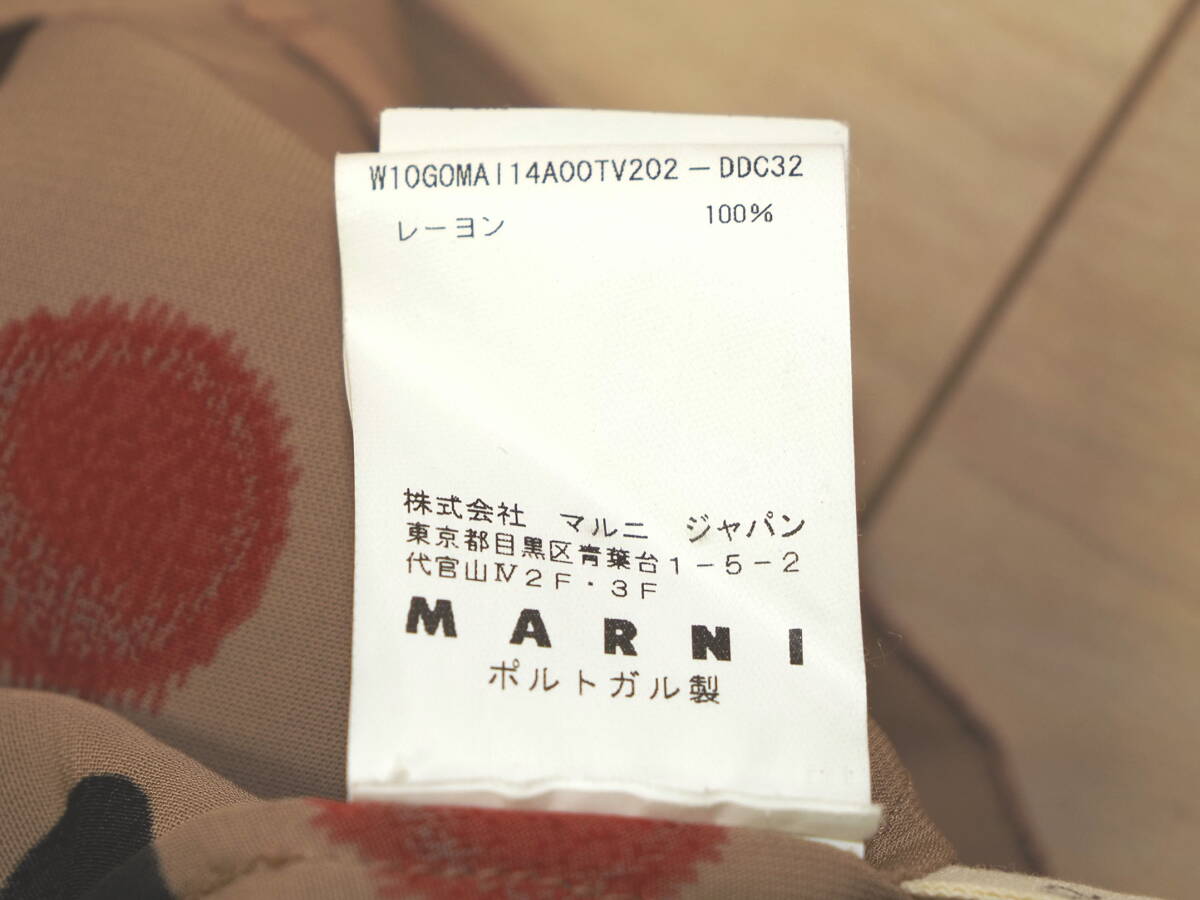 W10G0MAI14A00TV202-DDC32
レーヨン 100%
株式会社 マルニ ジャパン
東京都目黒区青葉台1-5-2
代官山Ⅳ2F・3F
MARNI
ポルトガル製